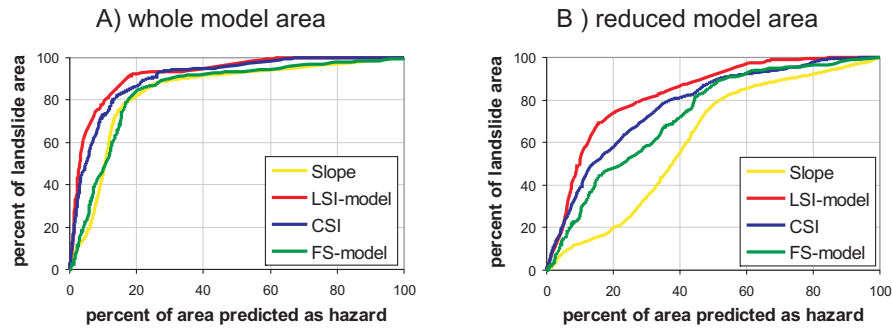 A) whole model area
percent of landslide area
100
80
60
40
20
0
0 20 40 60 80 100
percent of area predicted as hazard
Slope
LSI-model
CSI
FS-model
B ) reduced model area
percent of landslide area
100
80
60
40
20
0
0 20 40 60 80 100
percent of area predicted as hazard
Slope
LSI-model
CSI
FS-model